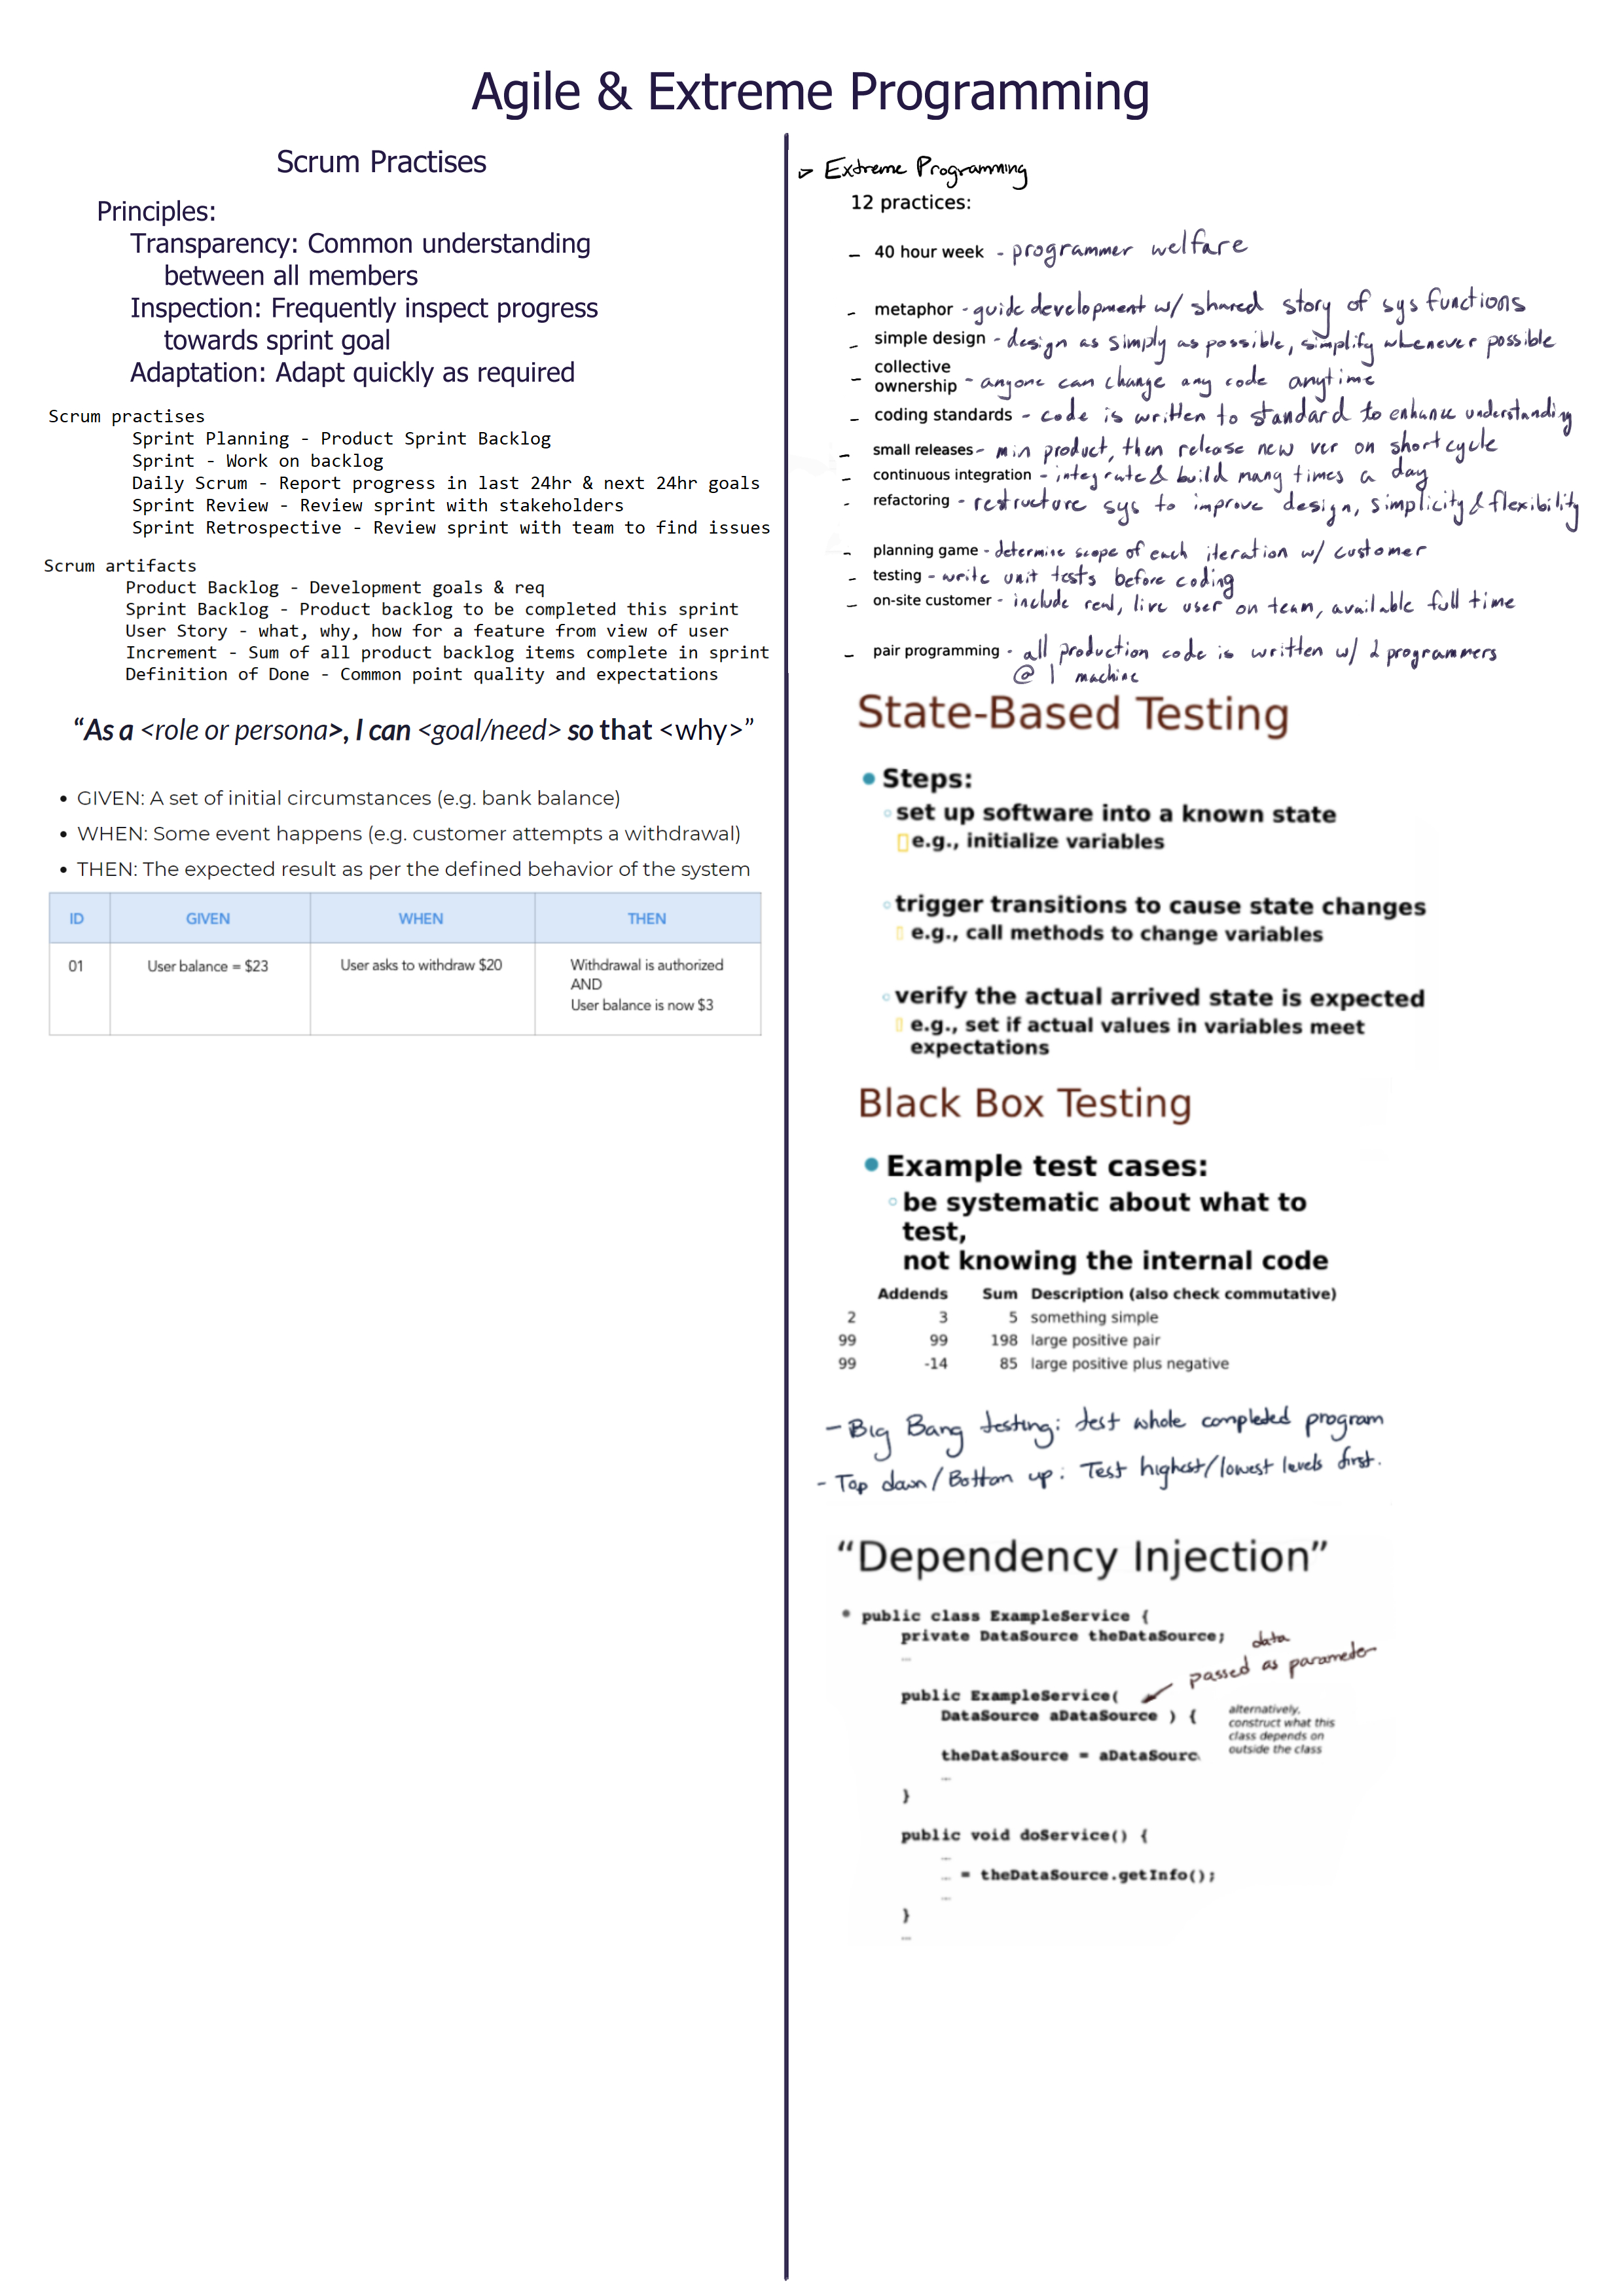 Agile & Extreme Programming
Scrum Practises
Principles:
Transparency: Common understanding
between all members
Inspection: Frequently inspect progress
towards sprint goal
Adaptation: Adapt quickly as required
Scrum practises
Sprint Planning - Product Sprint Backlog
Sprint - Work on backlog
Daily Scrum - Report progress in last 24hr & next 24hr goals
Sprint Review - Review sprint with stakeholders
Sprint Retrospective - Review sprint with team to find issues
Scrum artifacts
Product Backlog - Development goals & req
Sprint Backlog - Product backlog to be completed this sprint
User Story - what, why, how for a feature from view of user
Increment - Sum of all product backlog items complete in sprint
Definition of Done - Common point quality and expectations
“As a <role or persona>, I can <goal/need> so that <why>”
• GIVEN: A set of initial circumstances (e.g. bank balance)
• WHEN: Some event happens (e.g. customer attempts a withdrawal)
• THEN: The expected result as per the defined behavior of the system
ID GIVEN WHEN THEN
01 User balance = $23 User asks to withdraw $20 Withdrawal is authorized
AND
User balance is now $3
> Extreme Programming
12 practices:
- 40 hour week - programmer welfare
- metaphor - guide development w/ shared story of sys functions
- simple design - design as simply as possible, simplify whenever possible
- collective
ownership - anyone can change any code anytime
- coding standards - code is written to standard to enhance understanding
- small releases - min product, then release new ver on short cycle
- continuous integration - integrate & build many times a day
- refactoring - restructure sys to improve design, simplicity & flexibility
- planning game - determine scope of each iteration w/ customer
- testing - write unit tests before coding
- on-site customer - include real, live user on team, available full time
- pair programming - all production code is written w/ 2 programmers
@ 1 machine
State-Based Testing
• Steps:
◦ set up software into a known state
e.g., initialize variables
◦ trigger transitions to cause state changes
e.g., call methods to change variables
◦ verify the actual arrived state is expected
e.g., set if actual values in variables meet
expectations
Black Box Testing
• Example test cases:
◦ be systematic about what to
test,
not knowing the internal code
Addends Sum Description (also check commutative)
2 3 5 something simple
99 99 198 large positive pair
99 -14 85 large positive plus negative
- Big Bang testing: test whole completed program
- Top down/Bottom up: Test highest/lowest levels first.
“Dependency Injection”
• public class ExampleService {
private DataSource theDataSource;
…
data
passed as parameter
public ExampleService(
DataSource aDataSource ) {
theDataSource = aDataSourc
…
}
alternatively,
construct what this
class depends on
outside the class
public void doService() {
…
… = theDataSource.getInfo();
…
}
…